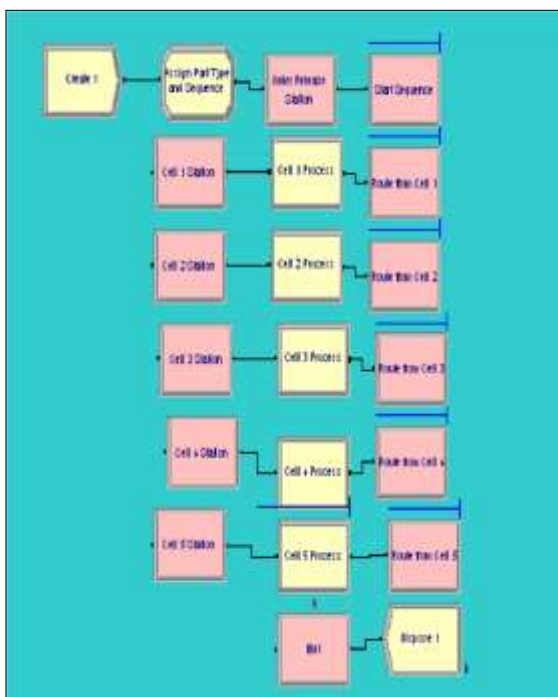 Create 1
Assign Part Type
and Sequence
Station
Start Sequence
Cell 1 Station
Cell 1 Process
Route from Cell 1
Cell 2 Station
Cell 2 Process
Route from Cell 2
Cell 3 Station
Cell 3 Process
Route from Cell 3
Cell 4 Station
Cell 4 Process
Route from Cell 4
Cell 5 Station
Cell 5 Process
Route from Cell 5
Exit
Dispose 1